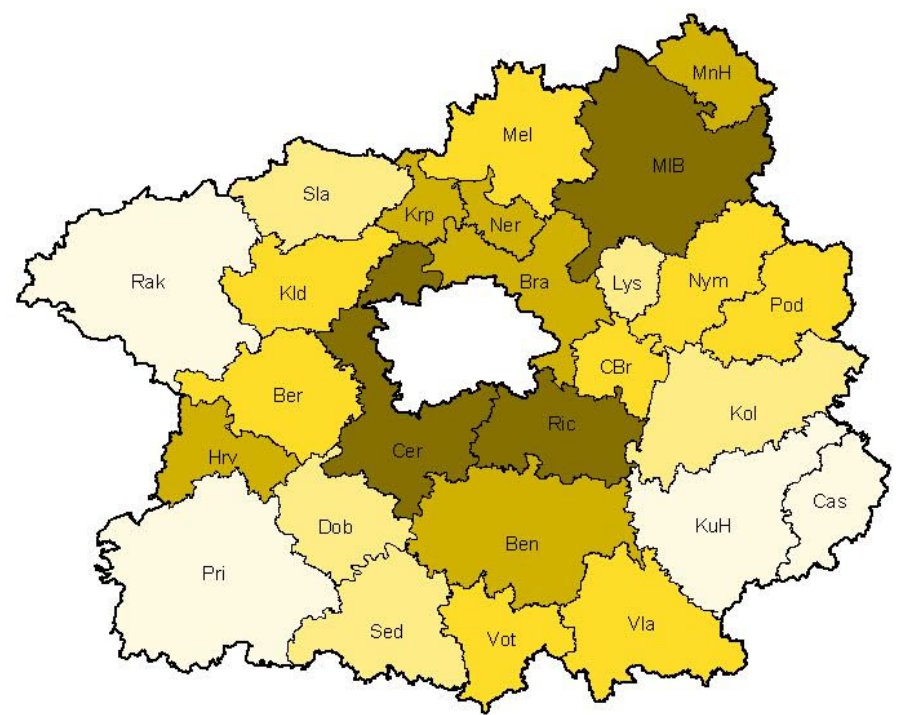 MnH
Mel
MlB
Sla
Krp
Ner
Rak
Kld
Bra
Lys
Nym
Pod
Ber
CBr
Kol
Ric
Cer
Hrv
Cas
KuH
Dob
Ben
Pri
Vla
Sed
Vot